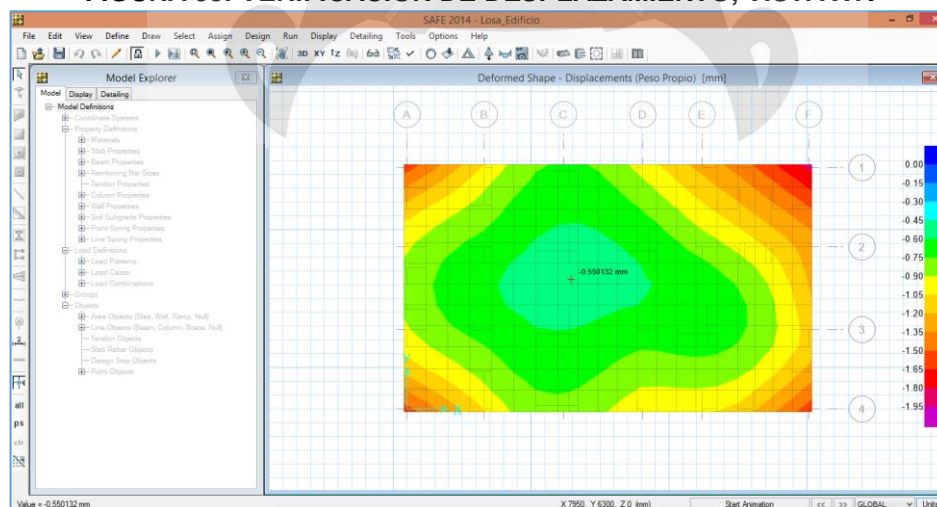 SAFE 2014 - Losa_Edificio
File Edit View Define Draw Select Assign Design Run Display Detailing Tools Options Help
3D XY
Model Explorer
Model Display Detailing
Model Definitions
Coordinate Systems
Property Definitions
Materials
Slab Properties
Beam Properties
Reinforcing Bar Sizes
Tendon Properties
Column Properties
Wall Properties
Soil Subgrade Properties
Point Spring Properties
Line Spring Properties
Load Definitions
Load Patterns
Load Cases
Load Combinations
Groups
Objects
Area Objects (Slab, Wall, Ramp, Null)
Line Objects (Beam, Column, Brace, Null)
Tendon Objects
Slab Rebar Objects
Design Strip Objects
Point Objects
all
ps
clr
Deformed Shape - Displacements (Peso Propio) [mm]
A B C D E F
1
2
3
4
-0.550132 mm
Y
X
0.00
-0.15
-0.30
-0.45
-0.60
-0.75
-0.90
-1.05
-1.20
-1.35
-1.50
-1.65
-1.80
-1.95
Value = -0.550132 mm
X 7950, Y 6300, Z 0 (mm)
Start Animation
<< >> GLOBAL
Units